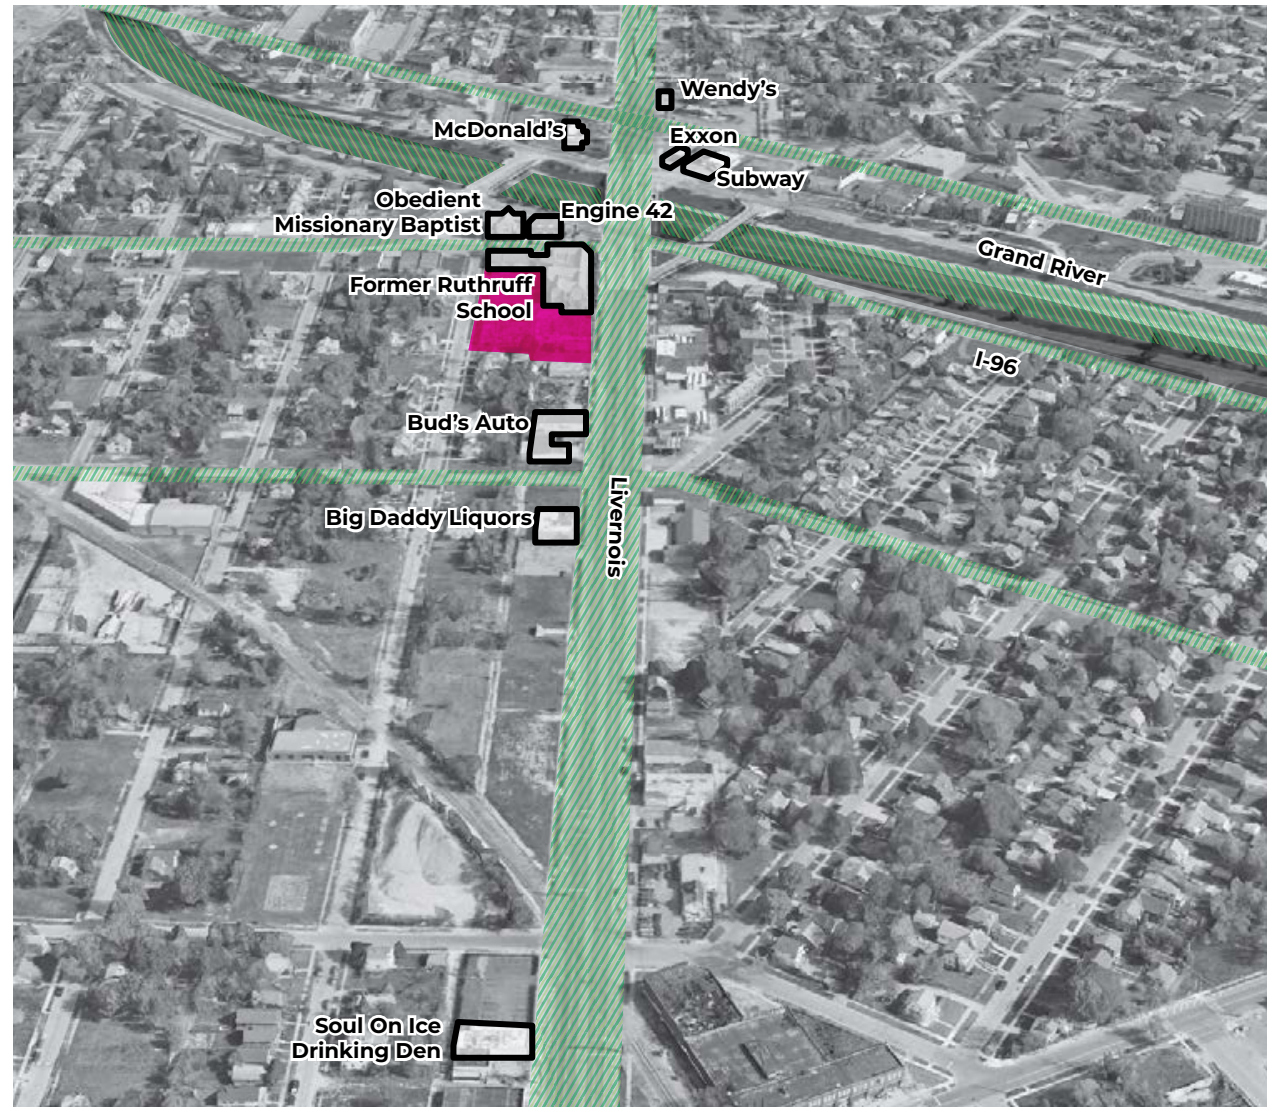 Wendy's
McDonald's
Exxon
Subway
Obedient
Missionary Baptist
Engine 42
Grand River
Former Ruthruff
School
I-96
Bud's Auto
Livernois
Big Daddy Liquors
Soul On Ice
Drinking Den